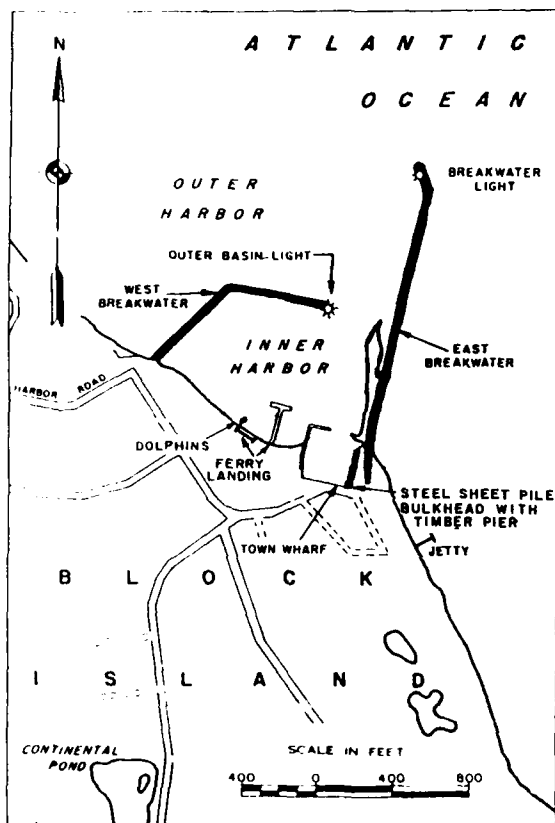 ATLANTIC
OCEAN
N
BREAKWATER
LIGHT
OUTER
HARBOR
OUTER BASIN LIGHT
WEST
BREAKWATER
INNER
HARBOR
EAST
BREAKWATER
HARBOR ROAD
DOLPHINS
FERRY
LANDING
STEEL SHEET PILE
BULKHEAD WITH
TIMBER PIER
TOWN WHARF
JETTY
BLOCK
ISLAND
CONTINENTAL
POND
SCALE IN FEET
400 0 400 800